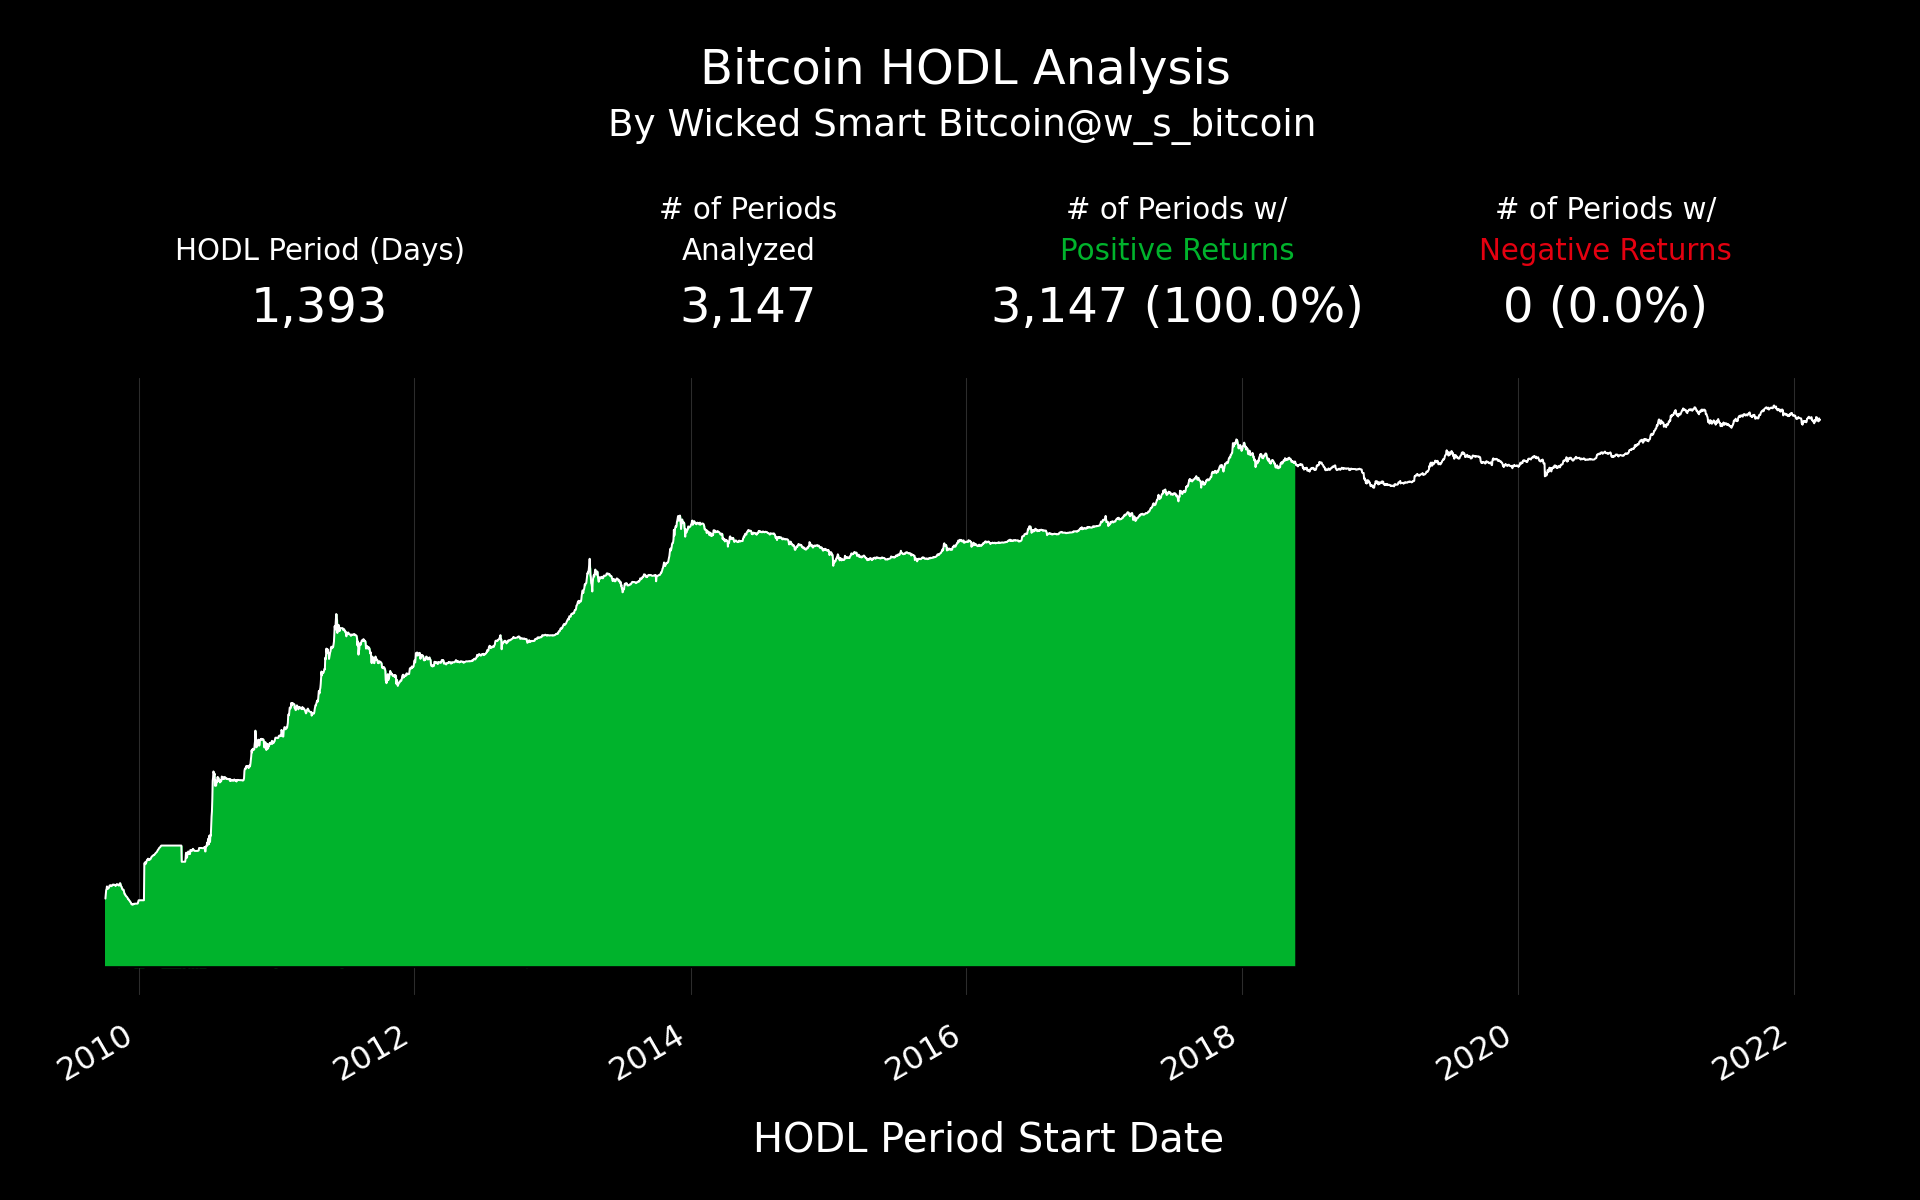 Bitcoin HODL Analysis
By Wicked Smart Bitcoin@w_s_bitcoin
HODL Period (Days)
1,393
# of Periods
Analyzed
3,147
# of Periods w/
Positive Returns
3,147 (100.0%)
# of Periods w/
Negative Returns
0 (0.0%)
2010
2012
2014
2016
2018
2020
2022
HODL Period Start Date